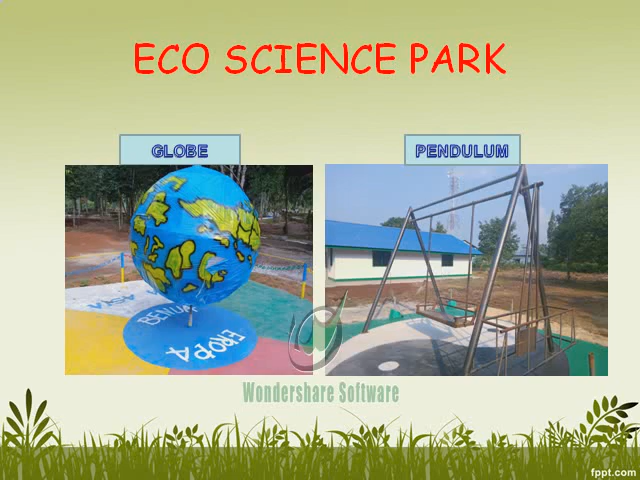 ECO SCIENCE PARK
GLOBE
PENDULUM
ASIA
BENUA
EROPA
Wondershare Software
fppt.com